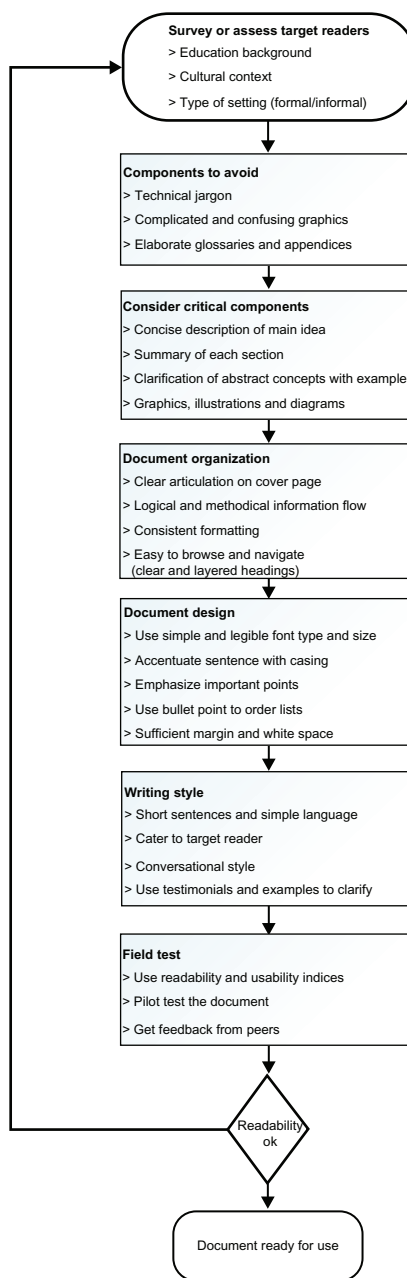 Survey or assess target readers
> Education background
> Cultural context
> Type of setting (formal/informal)
Components to avoid
> Technical jargon
> Complicated and confusing graphics
> Elaborate glossaries and appendices
Consider critical components
> Concise description of main idea
> Summary of each section
> Clarification of abstract concepts with example
> Graphics, illustrations and diagrams
Document organization
> Clear articulation on cover page
> Logical and methodical information flow
> Consistent formatting
> Easy to browse and navigate
(clear and layered headings)
Document design
> Use simple and legible font type and size
> Accentuate sentence with casing
> Emphasize important points
> Use bullet point to order lists
> Sufficient margin and white space
Writing style
> Short sentences and simple language
> Cater to target reader
> Conversational style
> Use testimonials and examples to clarify
Field test
> Use readability and usability indices
> Pilot test the document
> Get feedback from peers
Readability
ok
Document ready for use